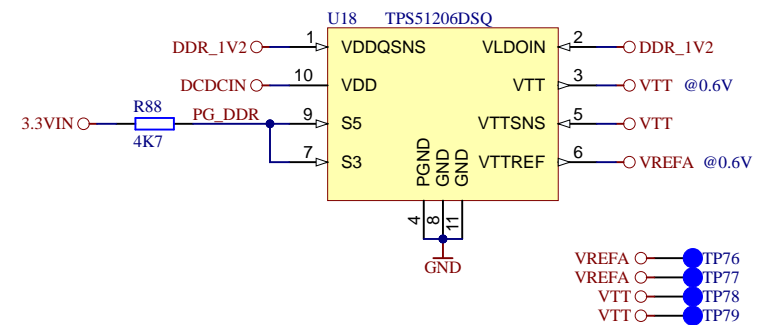 U18 TPS51206DSQ
DDR_1V2 1 VDDQSNS VLDOIN 2 DDR_1V2
DCDCIN 10 VDD VTT 3 VTT @0.6V
R88
3.3VIN PG_DDR 9 S5 VTTSNS 5 VTT
4K7
7 S3 VTTREF 6 VREFA @0.6V
PGND GND GND
4 8 11
GND
VREFA TP76
VREFA TP77
VTT TP78
VTT TP79